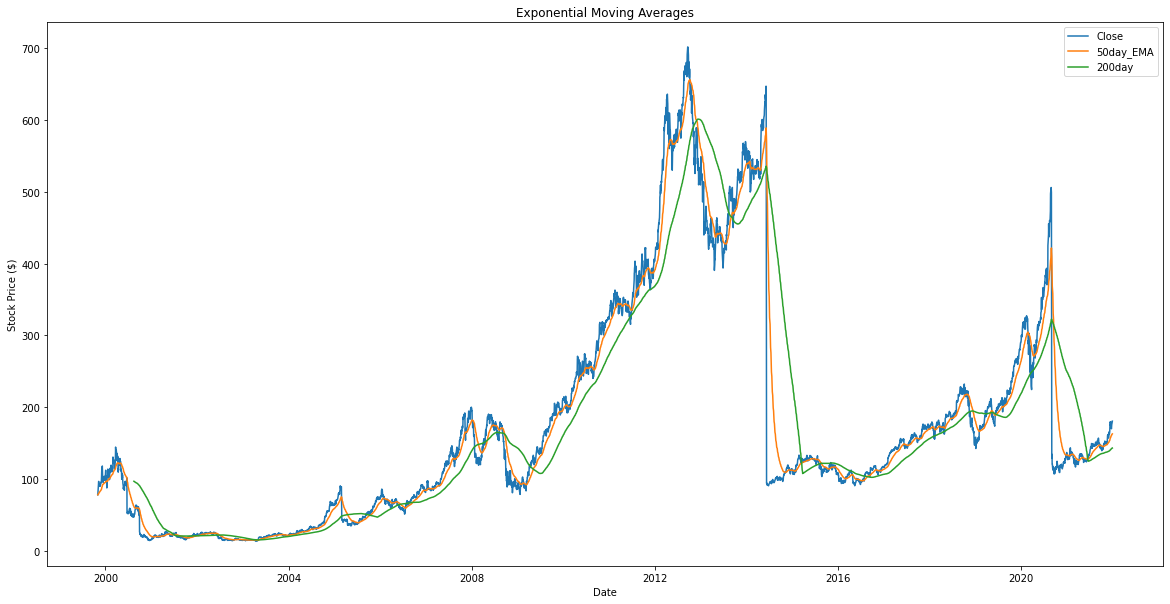 Exponential Moving Averages
Close
50day_EMA
200day
Stock Price ($)
700
600
500
400
300
200
100
0
2000 2004 2008 2012 2016 2020
Date